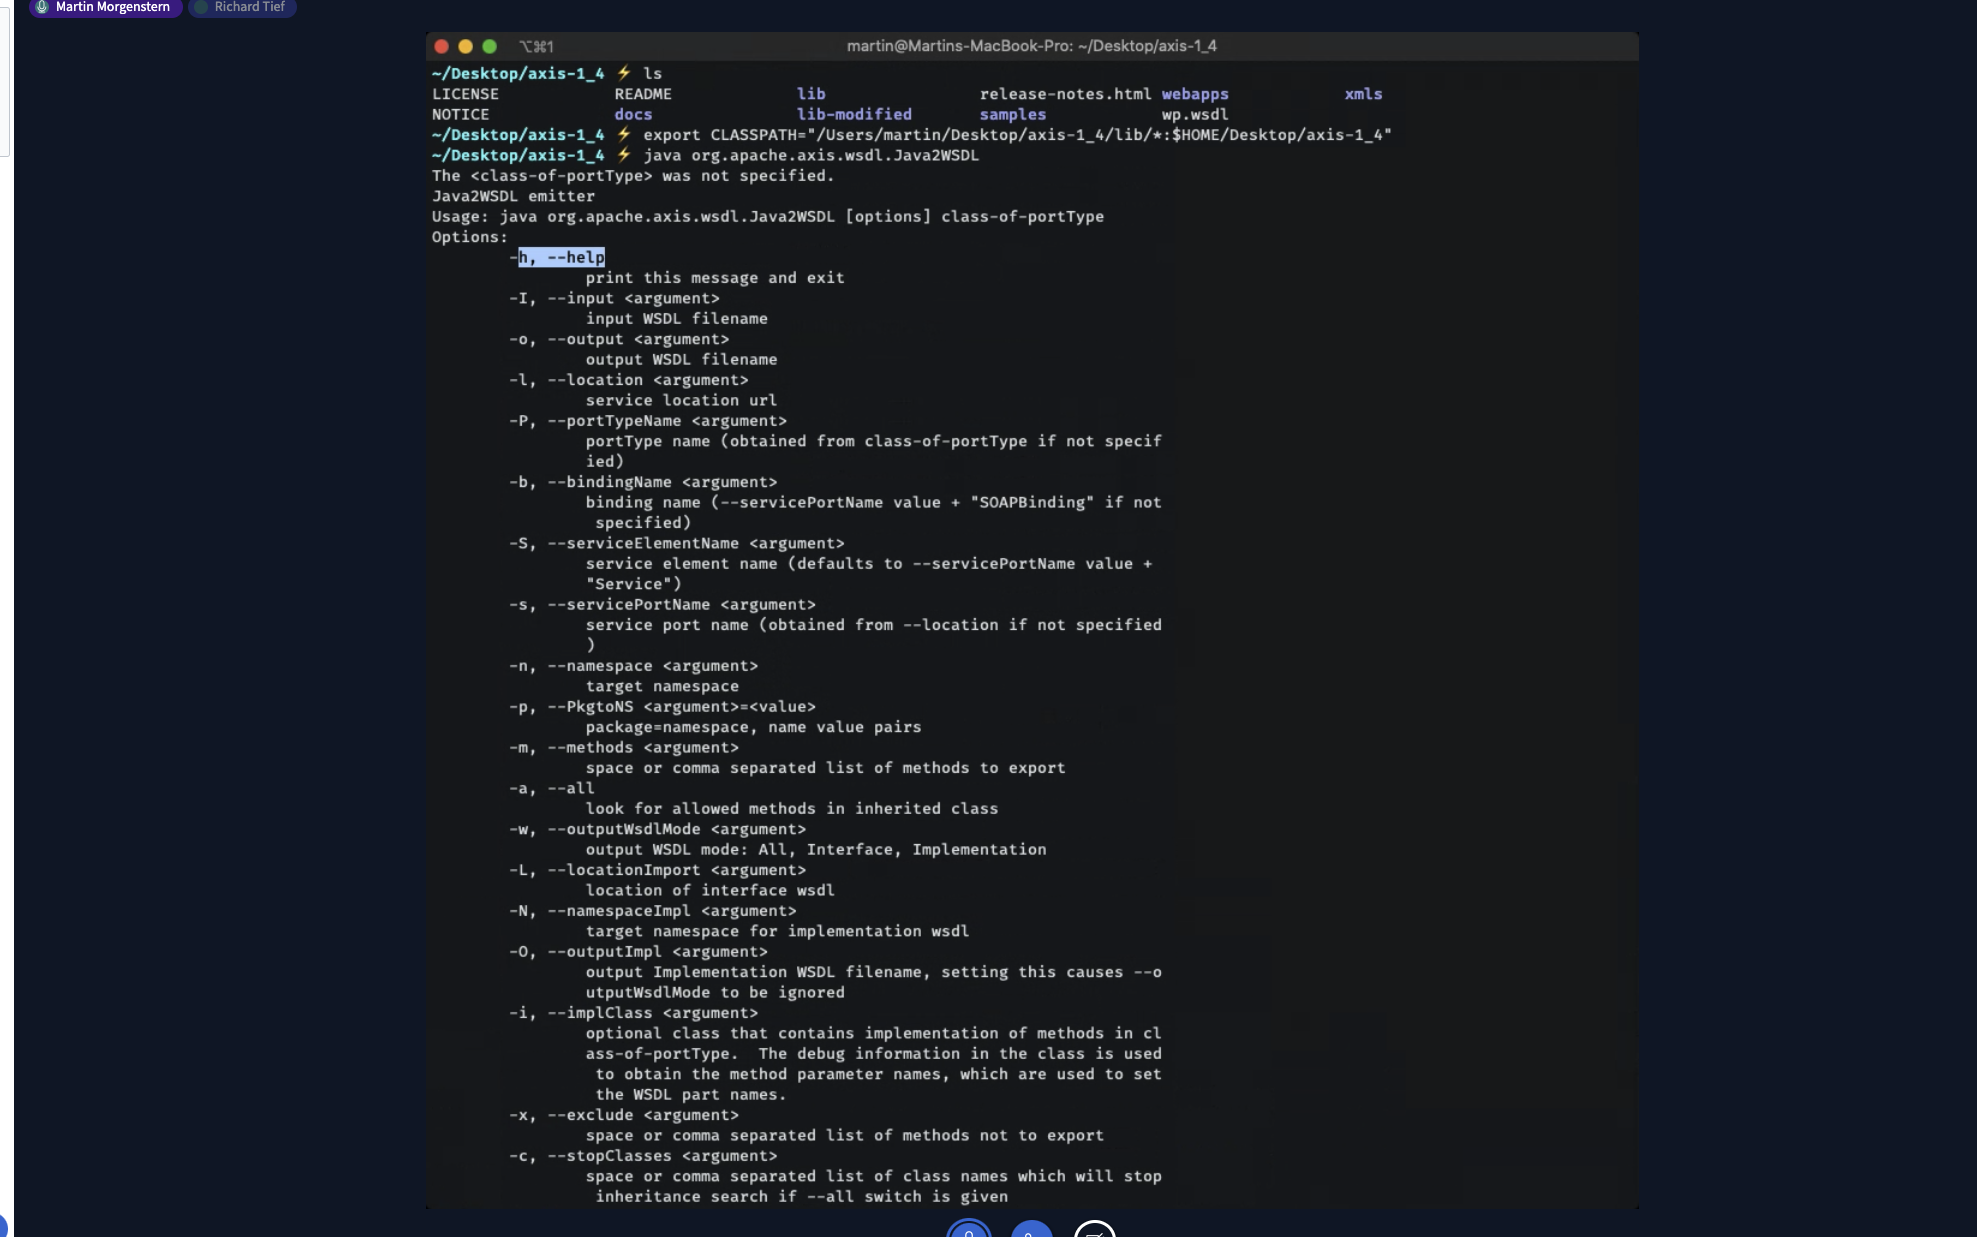 Martin Morgenstern Richard Tief
⌥⌘1 martin@Martins-MacBook-Pro: ~/Desktop/axis-1_4
~/Desktop/axis-1_4 ⚡ ls
LICENSE README lib release-notes.html webapps xmls
NOTICE docs lib-modified samples wp.wsdl
~/Desktop/axis-1_4 ⚡ export CLASSPATH="/Users/martin/Desktop/axis-1_4/lib/*:$HOME/Desktop/axis-1_4"
~/Desktop/axis-1_4 ⚡ java org.apache.axis.wsdl.Java2WSDL
The <class-of-portType> was not specified.
Java2WSDL emitter
Usage: java org.apache.axis.wsdl.Java2WSDL [options] class-of-portType
Options:
-h, --help
print this message and exit
-I, --input <argument>
input WSDL filename
-o, --output <argument>
output WSDL filename
-l, --location <argument>
service location url
-P, --portTypeName <argument>
portType name (obtained from class-of-portType if not specif
ied)
-b, --bindingName <argument>
binding name (--servicePortName value + "SOAPBinding" if not
specified)
-S, --serviceElementName <argument>
service element name (defaults to --servicePortName value +
"Service")
-s, --servicePortName <argument>
service port name (obtained from --location if not specified
)
-n, --namespace <argument>
target namespace
-p, --PkgtoNS <argument>=<value>
package=namespace, name value pairs
-m, --methods <argument>
space or comma separated list of methods to export
-a, --all
look for allowed methods in inherited class
-w, --outputWsdlMode <argument>
output WSDL mode: All, Interface, Implementation
-L, --locationImport <argument>
location of interface wsdl
-N, --namespaceImpl <argument>
target namespace for implementation wsdl
-O, --outputImpl <argument>
output Implementation WSDL filename, setting this causes --o
utputWsdlMode to be ignored
-i, --implClass <argument>
optional class that contains implementation of methods in cl
ass-of-portType.  The debug information in the class is used
to obtain the method parameter names, which are used to set
the WSDL part names.
-x, --exclude <argument>
space or comma separated list of methods not to export
-c, --stopClasses <argument>
space or comma separated list of class names which will stop
inheritance search if --all switch is given